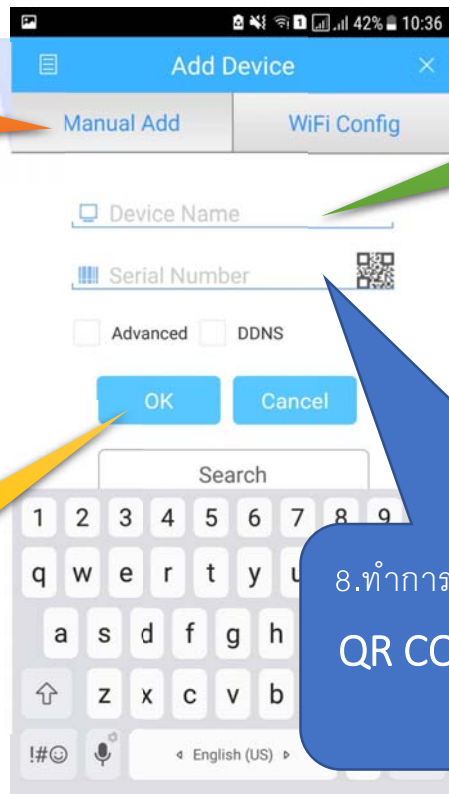 42% 10:36
Add Device
Manual Add WiFi Config
Device Name
Serial Number
Advanced DDNS
OK Cancel
Search
1 2 3 4 5 6 7 8 9
q w e r t y
a s d f g h
z x c v b
!#☺ English (US)
8.ทำการ
QR CO